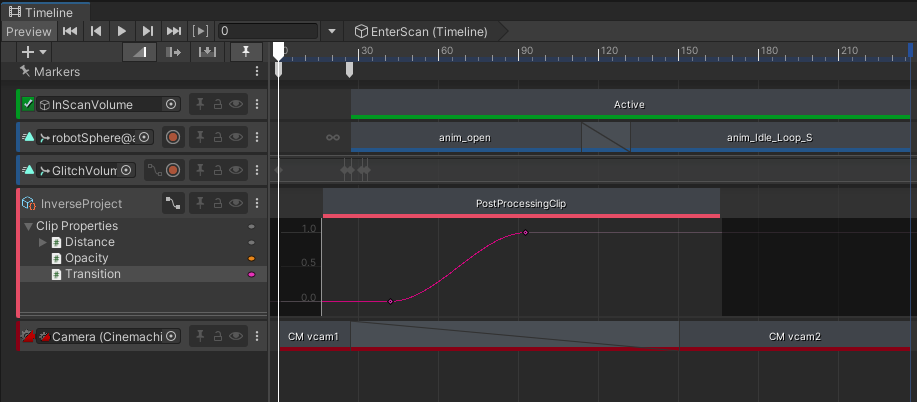 Timeline
Preview
0
EnterScan (Timeline)
0 30 60 90 120 150 180 210
Markers
InScanVolume
Active
robotSphere@a
anim_open
anim_Idle_Loop_S
GlitchVolum
InverseProject
PostProcessingClip
Clip Properties
1.0
Distance
Opacity
0.5
Transition
0.0
Camera (Cinemachi
CM vcam1
CM vcam2